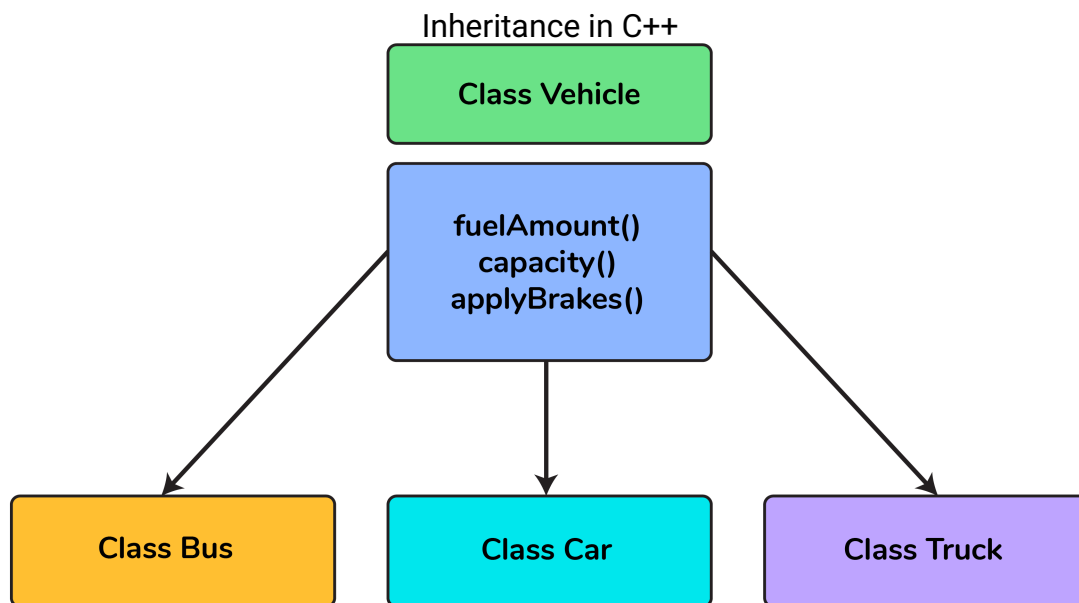 Inheritance in C++
Class Vehicle
fuelAmount()
capacity()
applyBrakes()
Class Bus
Class Car
Class Truck